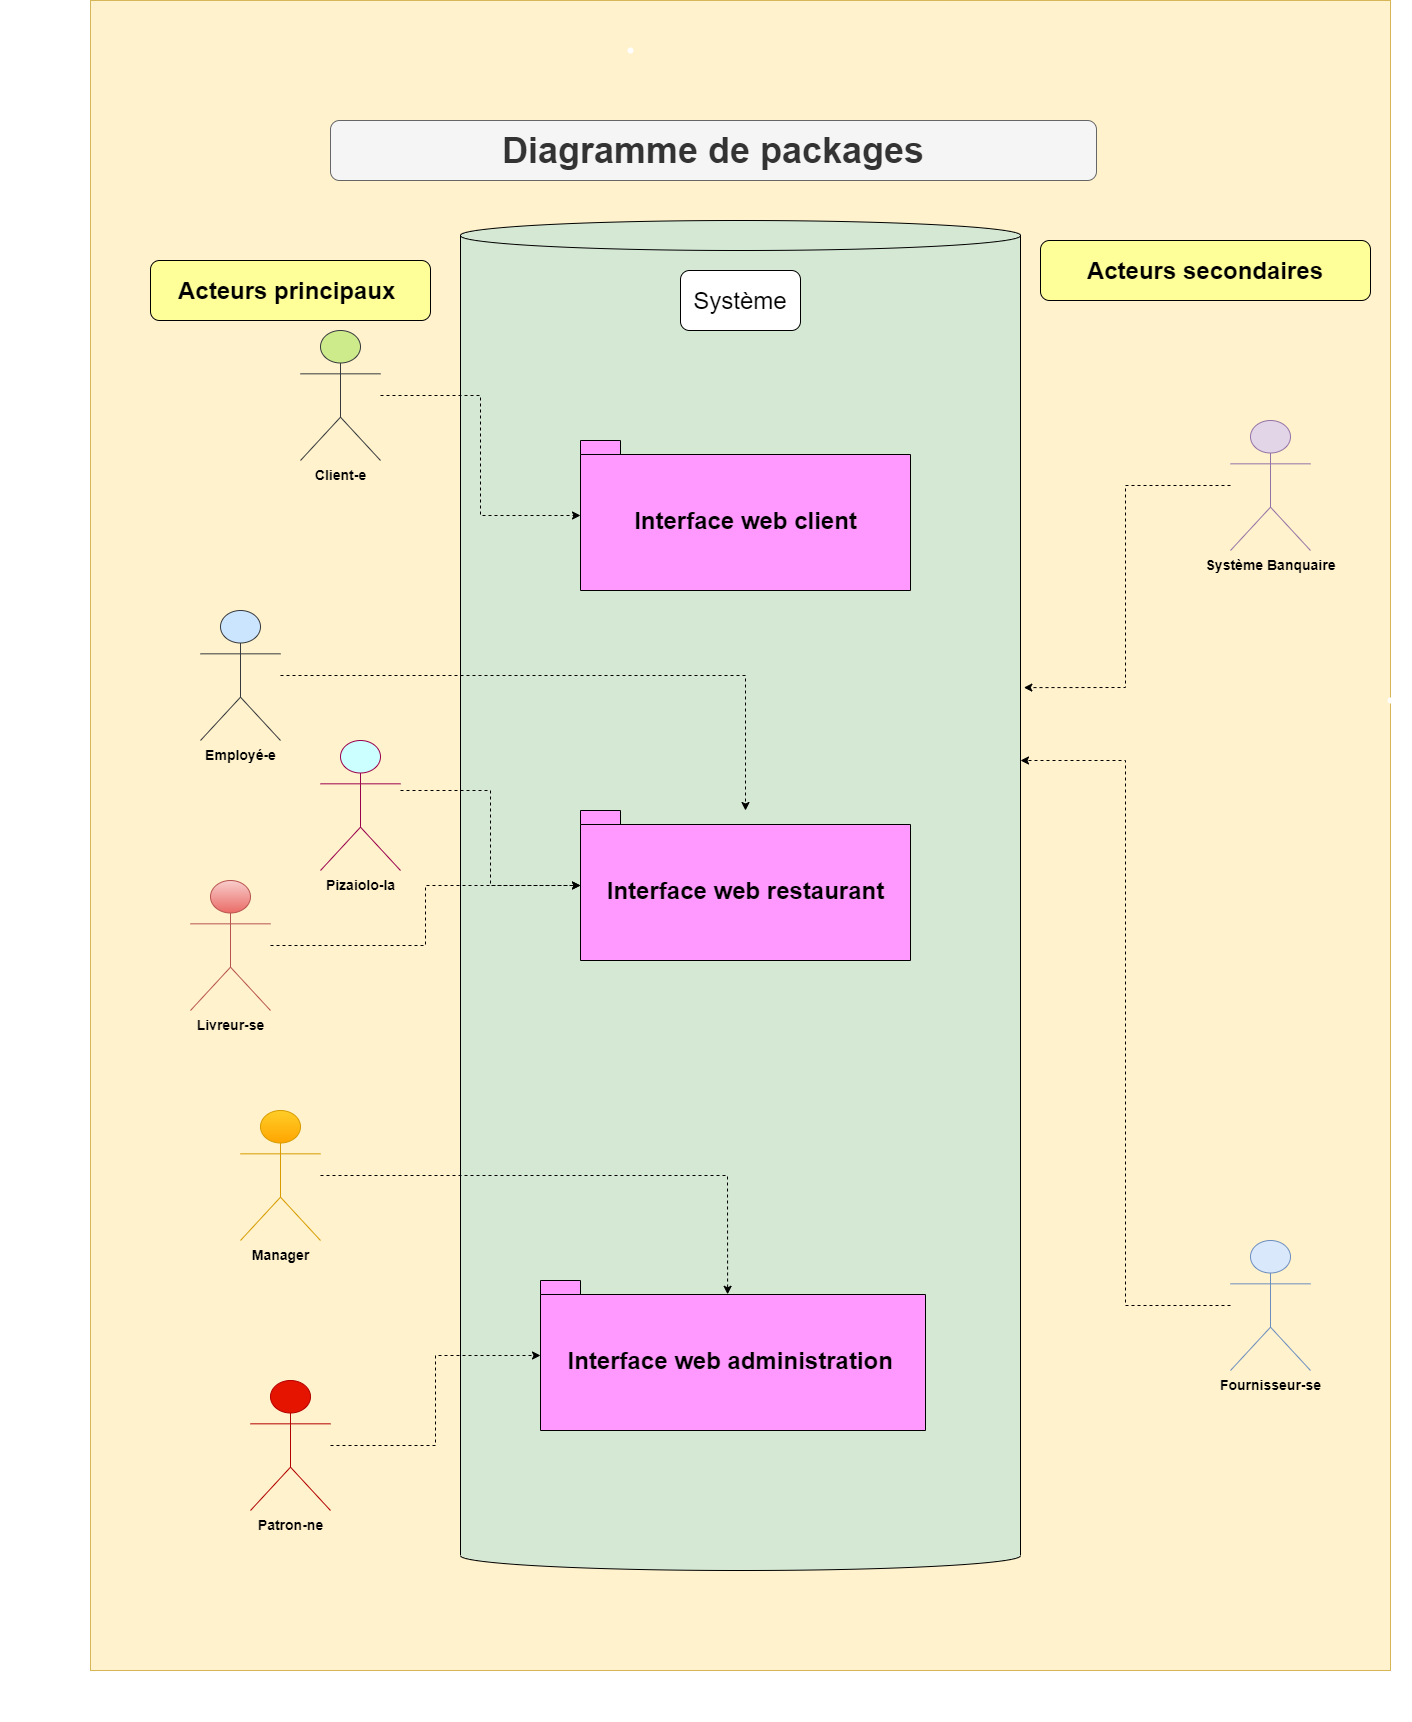 Diagramme de packages
Acteurs principaux
Système
Acteurs secondaires
Client-e
Interface web client
Système Banquaire
Employé-e
Pizaiolo-la
Interface web restaurant
Livreur-se
Manager
Interface web administration
Fournisseur-se
Patron-ne